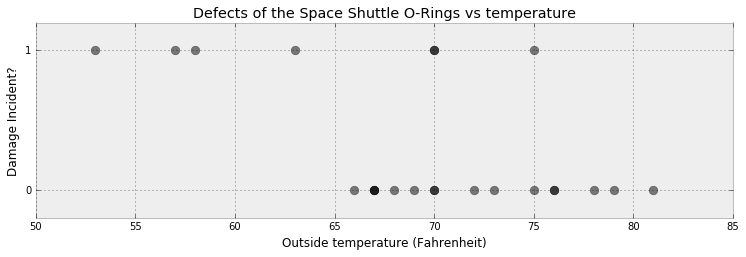 Defects of the Space Shuttle O-Rings vs temperature
Damage Incident?
1
0
50 55 60 65 70 75 80 85
Outside temperature (Fahrenheit)